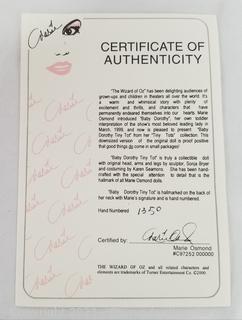 Marie
CERTIFICATE OF
AUTHENTICITY
"The Wizard of Oz" has been delighting audiences of
grown-ups and children in theaters all over the world. It's
a warm and whimsical story with plenty of
excitement and thrills, and characters that have
permanently endeared themselves into our hearts. Marie
Osmond introduced "Baby Dorothy", her own toddler
interpretation of the show's most beloved leading lady in
March, 1999, and now is pleased to present "Baby
Dorothy Tiny Tot" from her "Tiny Tots" collection. This
downsized version of the original doll is proof positive
that good things do come in small packages!
"Baby Dorothy Tiny Tot" is a truly a collectible doll
with original head, arms and legs by sculptor, Sonja Bryer
and costuming by Karen Seamons. She has been hand-
crafted with the special attention to detail that is the
hallmark of all Marie Osmond dolls.
"Baby Dorothy Tiny Tot" is hallmarked on the back of
her neck with Marie's signature and is hand numbered.
Hand Numbered 1350
Certified by:
Marie Osmond
#C97252 000000
THE WIZARD OF OZ and all related characters and
elements are trademarks of Turner Entertainment Co. ©2000